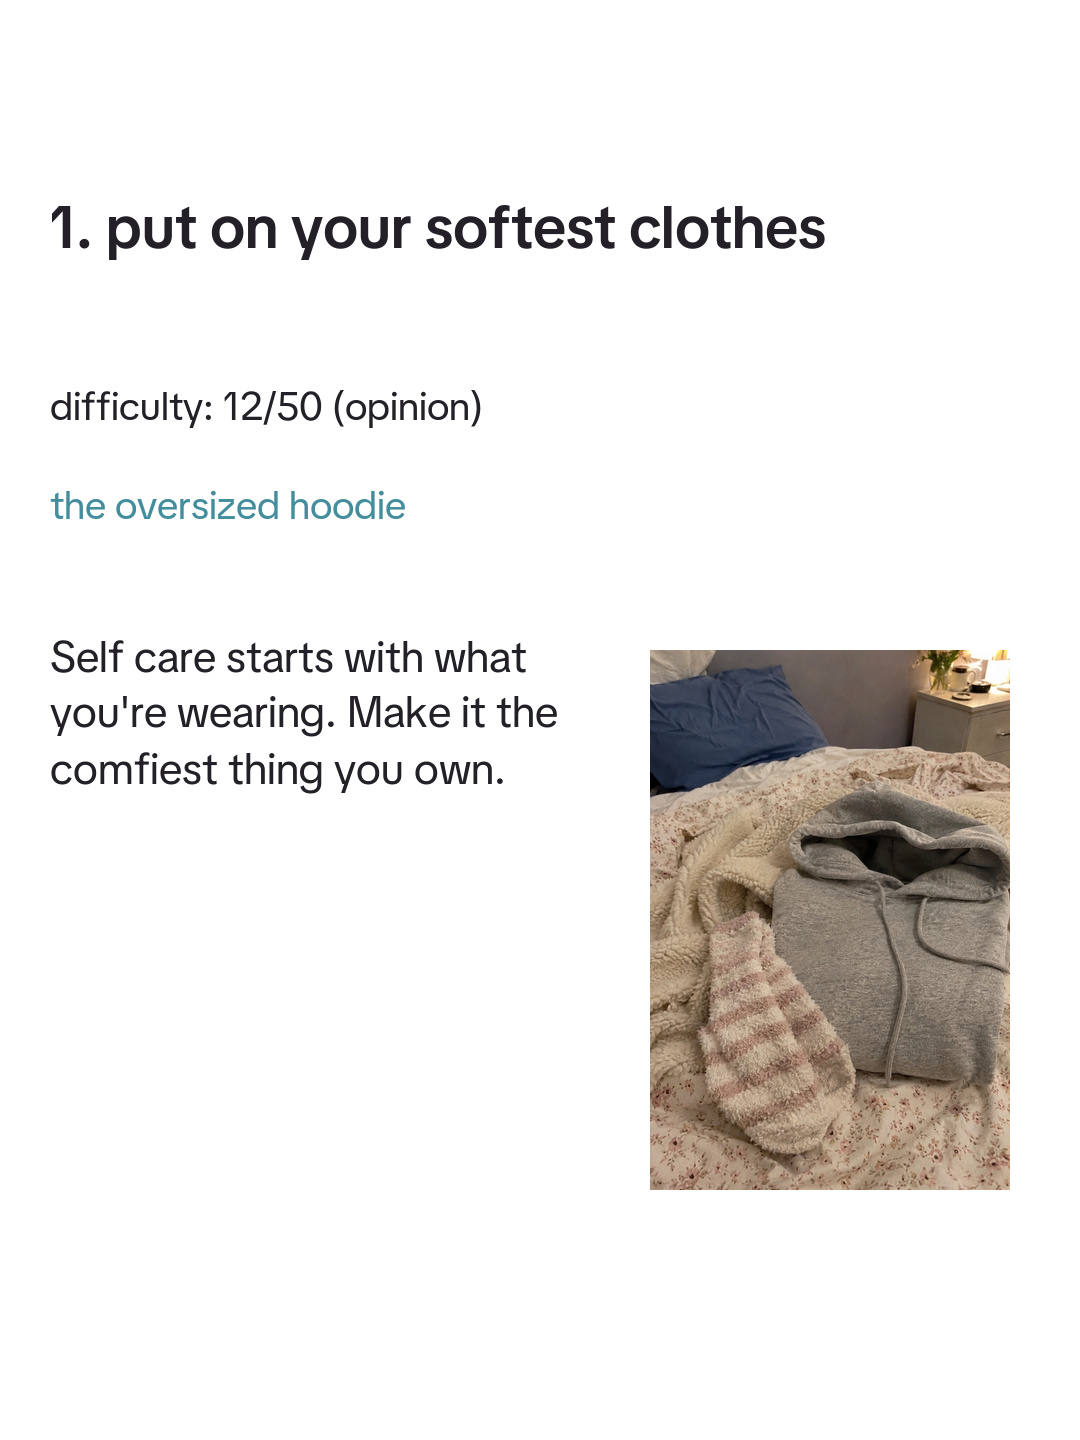 1. put on your softest clothes
difficulty: 12/50 (opinion)
the oversized hoodie
Self care starts with what
you're wearing. Make it the
comfiest thing you own.